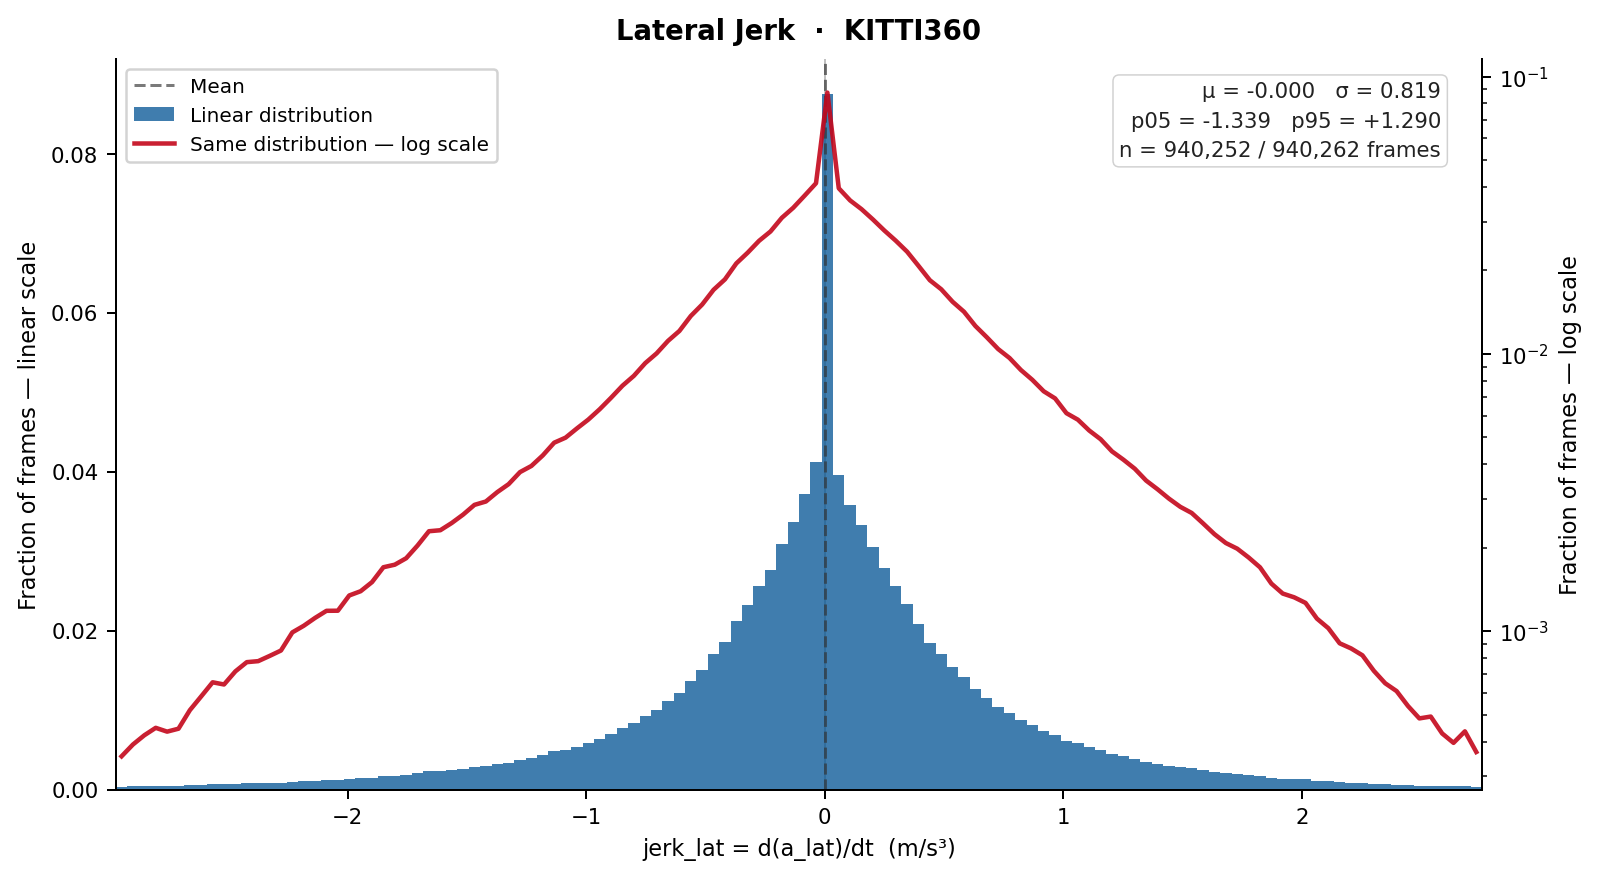 Lateral Jerk · KITTI360
Mean
Linear distribution
Same distribution — log scale
μ = -0.000 σ = 0.819
p05 = -1.339 p95 = +1.290
n = 940,252 / 940,262 frames
Fraction of frames — linear scale
0.08
0.06
0.04
0.02
0.00
10⁻¹
10⁻²
10⁻³
Fraction of frames — log scale
−2 −1 0 1 2
jerk_lat = d(a_lat)/dt (m/s³)